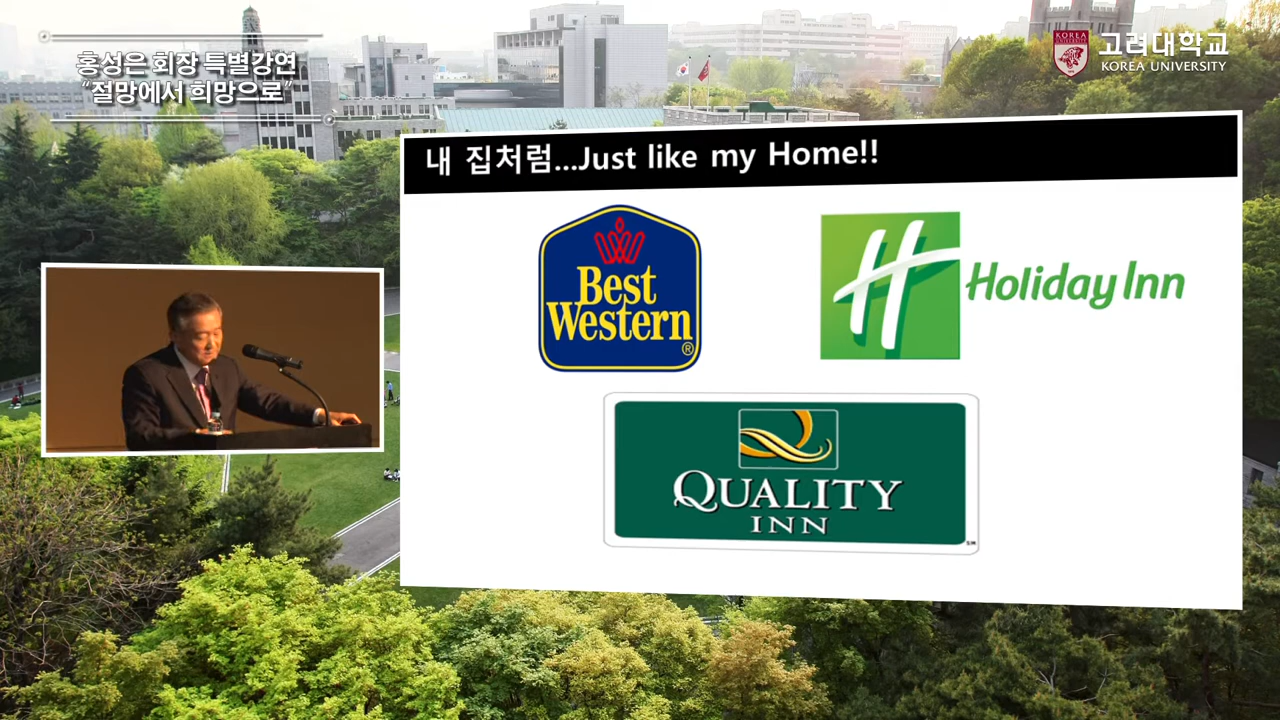 홍성은 회장 특별강연
“절망에서 희망으로”
KOREA
고려대학교
KOREA UNIVERSITY
내 집처럼...Just like my Home!!
Best
Western
®
H Holiday Inn
QUALITY
INN
SM